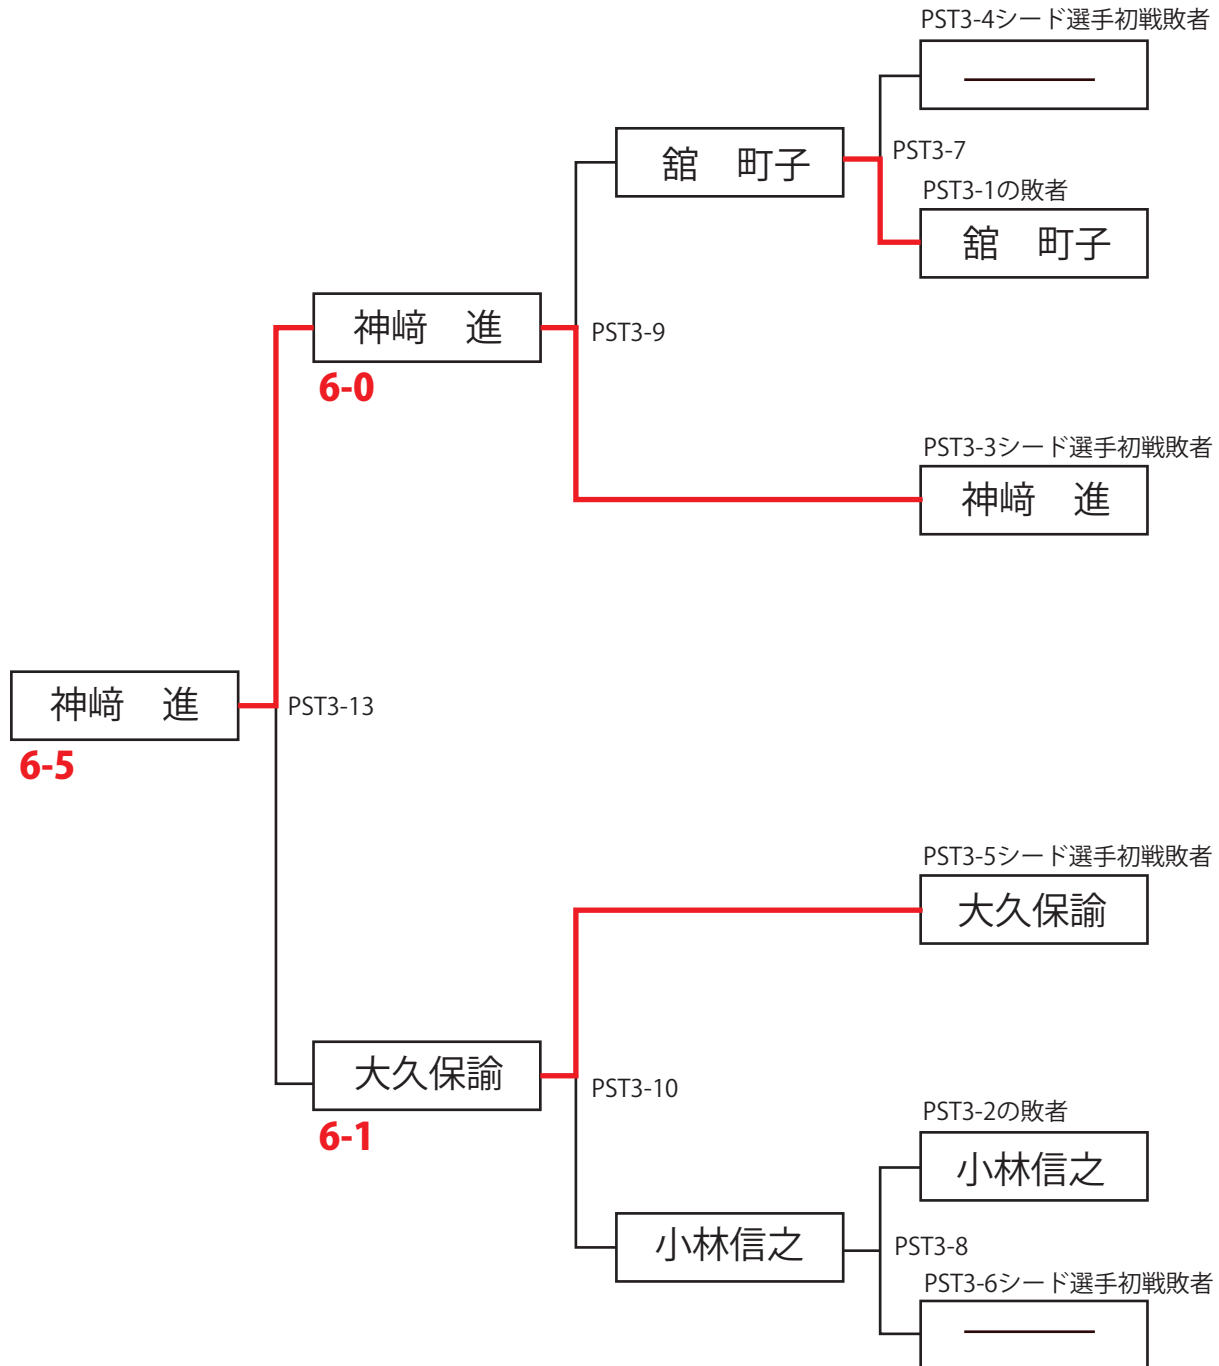 PST3-4シード選手初戦敗者
舘　町子
PST3-7
PST3-1の敗者
舘　町子
神﨑　進
PST3-9
6-0
PST3-3シード選手初戦敗者
神﨑　進
神﨑　進
PST3-13
6-5
PST3-5シード選手初戦敗者
大久保諭
大久保諭
PST3-10
6-1
PST3-2の敗者
小林信之
小林信之
PST3-8
PST3-6シード選手初戦敗者